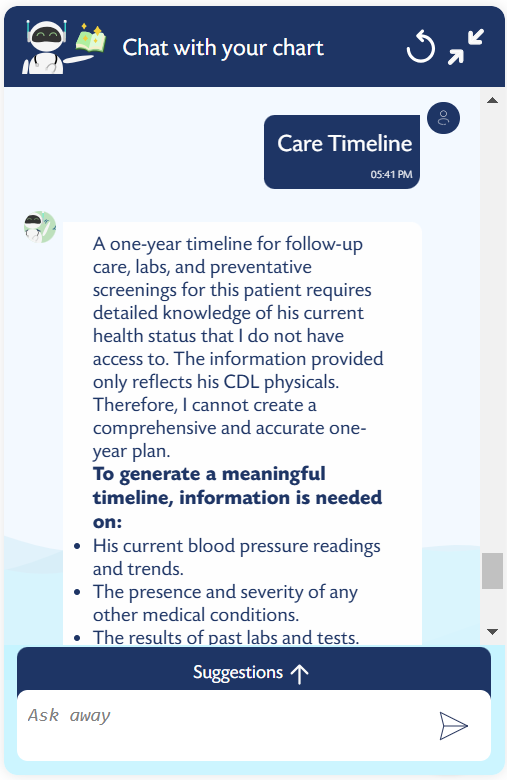 Chat with your chart
Care Timeline
05:41 PM
A one-year timeline for follow-up
care, labs, and preventative
screenings for this patient requires
detailed knowledge of his current
health status that I do not have
access to. The information provided
only reflects his CDL physicals.
Therefore, I cannot create a
comprehensive and accurate one-
year plan.
To generate a meaningful
timeline, information is needed
on:
• His current blood pressure readings
and trends.
• The presence and severity of any
other medical conditions.
• The results of past labs and tests.
Suggestions ↑
Ask away